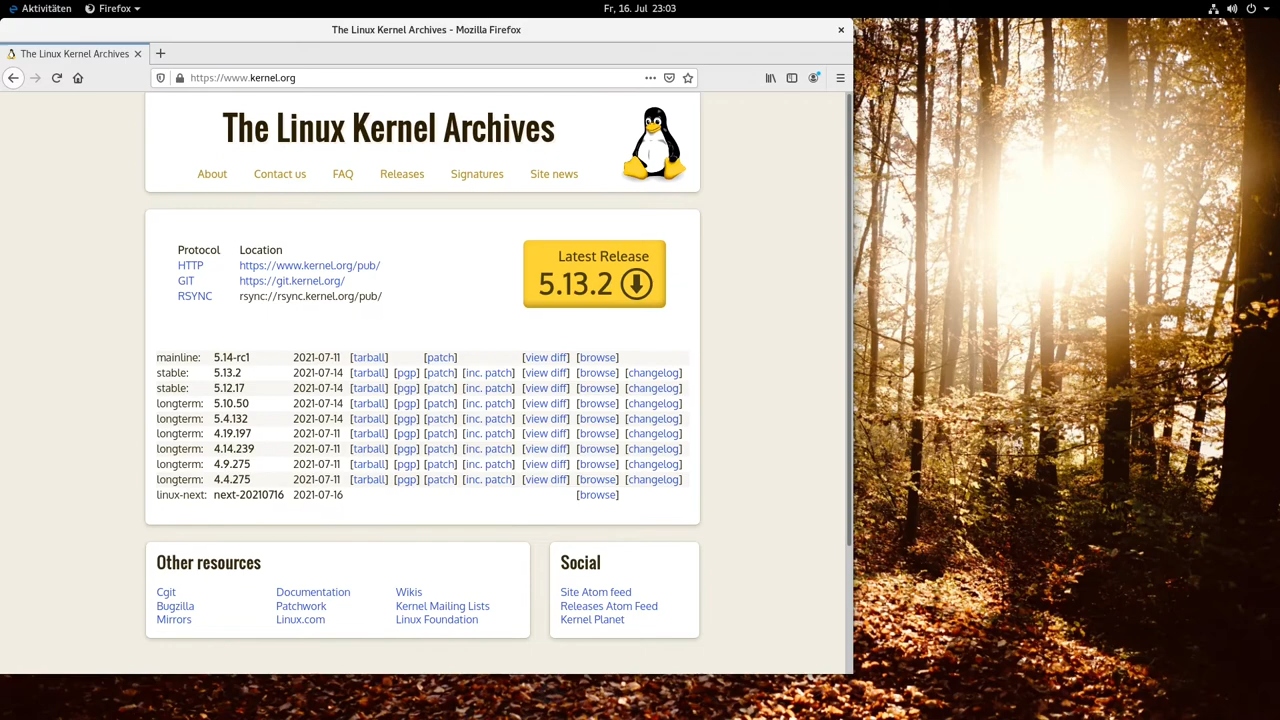 Aktivitäten Firefox Fr, 16. Jul 23:03
The Linux Kernel Archives - Mozilla Firefox ×
The Linux Kernel Archives × +
https://www.kernel.org
The Linux Kernel Archives
About Contact us FAQ Releases Signatures Site news
Protocol Location
HTTP https://www.kernel.org/pub/
GIT https://git.kernel.org/
RSYNC rsync://rsync.kernel.org/pub/
Latest Release
5.13.2
mainline: 5.14-rc1 2021-07-11 [tarball] [patch] [view diff] [browse]
stable: 5.13.2 2021-07-14 [tarball] [pgp] [patch] [inc. patch] [view diff] [browse] [changelog]
stable: 5.12.17 2021-07-14 [tarball] [pgp] [patch] [inc. patch] [view diff] [browse] [changelog]
longterm: 5.10.50 2021-07-14 [tarball] [pgp] [patch] [inc. patch] [view diff] [browse] [changelog]
longterm: 5.4.132 2021-07-14 [tarball] [pgp] [patch] [inc. patch] [view diff] [browse] [changelog]
longterm: 4.19.197 2021-07-11 [tarball] [pgp] [patch] [inc. patch] [view diff] [browse] [changelog]
longterm: 4.14.239 2021-07-11 [tarball] [pgp] [patch] [inc. patch] [view diff] [browse] [changelog]
longterm: 4.9.275 2021-07-11 [tarball] [pgp] [patch] [inc. patch] [view diff] [browse] [changelog]
longterm: 4.4.275 2021-07-11 [tarball] [pgp] [patch] [inc. patch] [view diff] [browse] [changelog]
linux-next: next-20210716 2021-07-16 [browse]
Other resources
Cgit Documentation Wikis
Bugzilla Patchwork Kernel Mailing Lists
Mirrors Linux.com Linux Foundation
Social
Site Atom feed
Releases Atom Feed
Kernel Planet